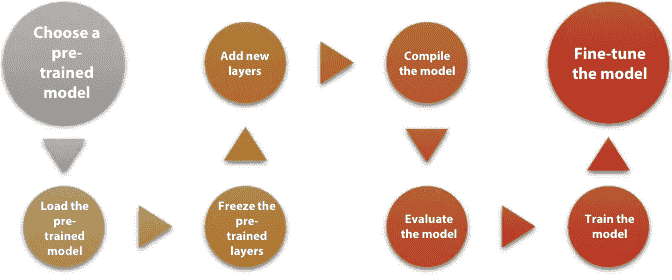 Choose a
pre-
trained
model
Load the
pre-
trained
model
Freeze the
pre-
trained
layers
Add new
layers
Compile
the model
Evaluate
the model
Train the
model
Fine-tune
the model